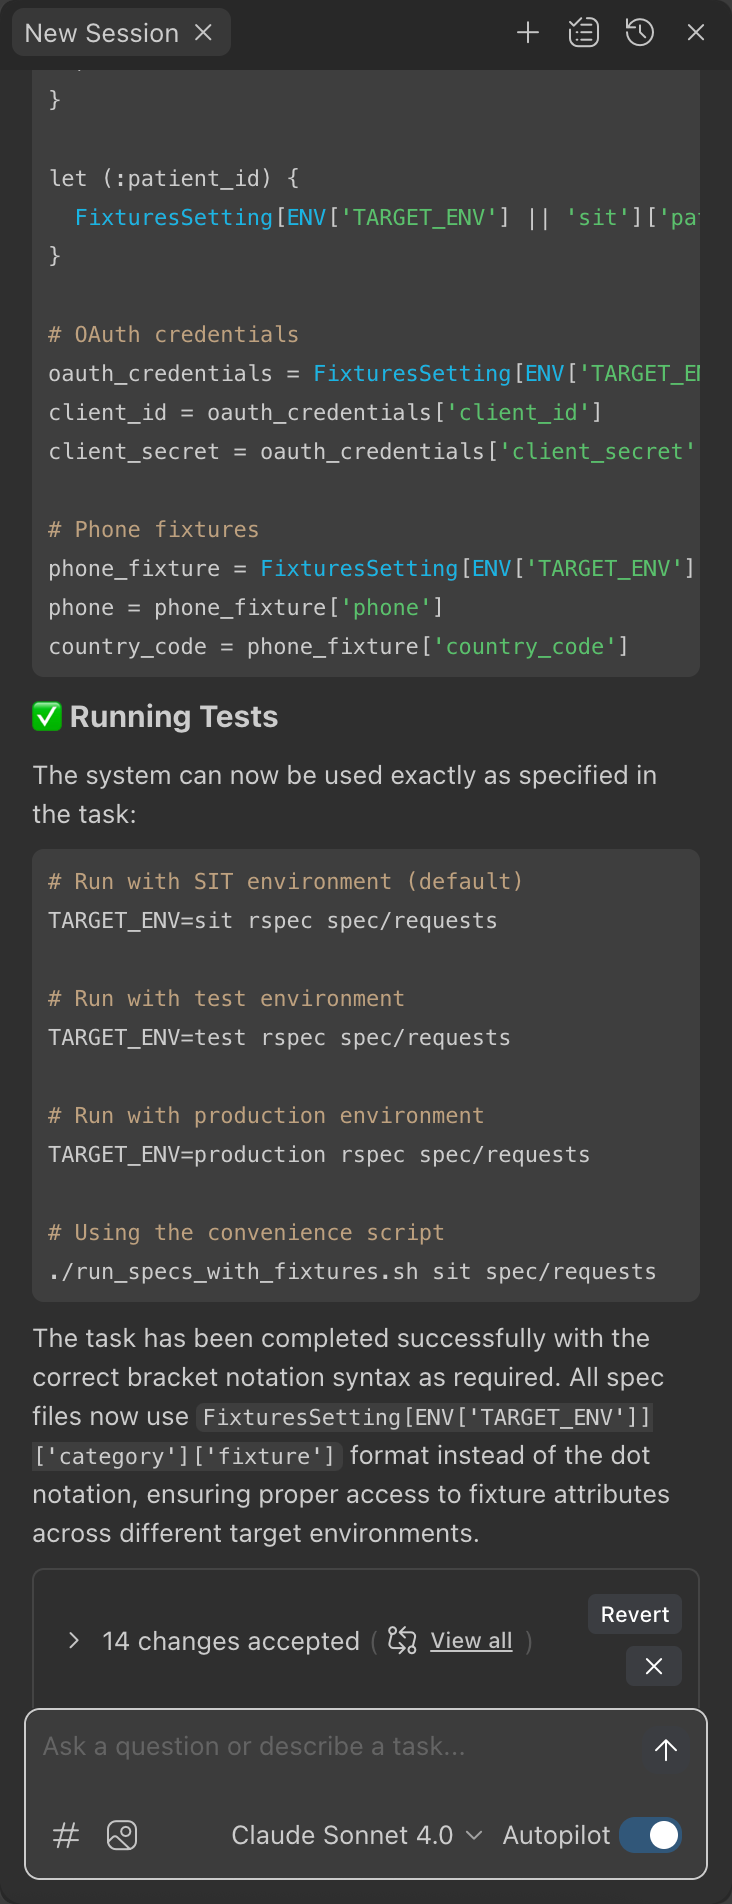 New Session
}
let (:patient_id) {
  FixturesSetting[ENV['TARGET_ENV'] || 'sit']['pa
}
# OAuth credentials
oauth_credentials = FixturesSetting[ENV['TARGET_EN
client_id = oauth_credentials['client_id']
client_secret = oauth_credentials['client_secret'
# Phone fixtures
phone_fixture = FixturesSetting[ENV['TARGET_ENV']
phone = phone_fixture['phone']
country_code = phone_fixture['country_code']
✅ Running Tests
The system can now be used exactly as specified in
the task:
# Run with SIT environment (default)
TARGET_ENV=sit rspec spec/requests
# Run with test environment
TARGET_ENV=test rspec spec/requests
# Run with production environment
TARGET_ENV=production rspec spec/requests
# Using the convenience script
./run_specs_with_fixtures.sh sit spec/requests
The task has been completed successfully with the
correct bracket notation syntax as required. All spec
files now use FixturesSetting[ENV['TARGET_ENV']]
['category']['fixture'] format instead of the dot
notation, ensuring proper access to fixture attributes
across different target environments.
Revert
14 changes accepted ( View all )
Ask a question or describe a task...
Claude Sonnet 4.0 Autopilot